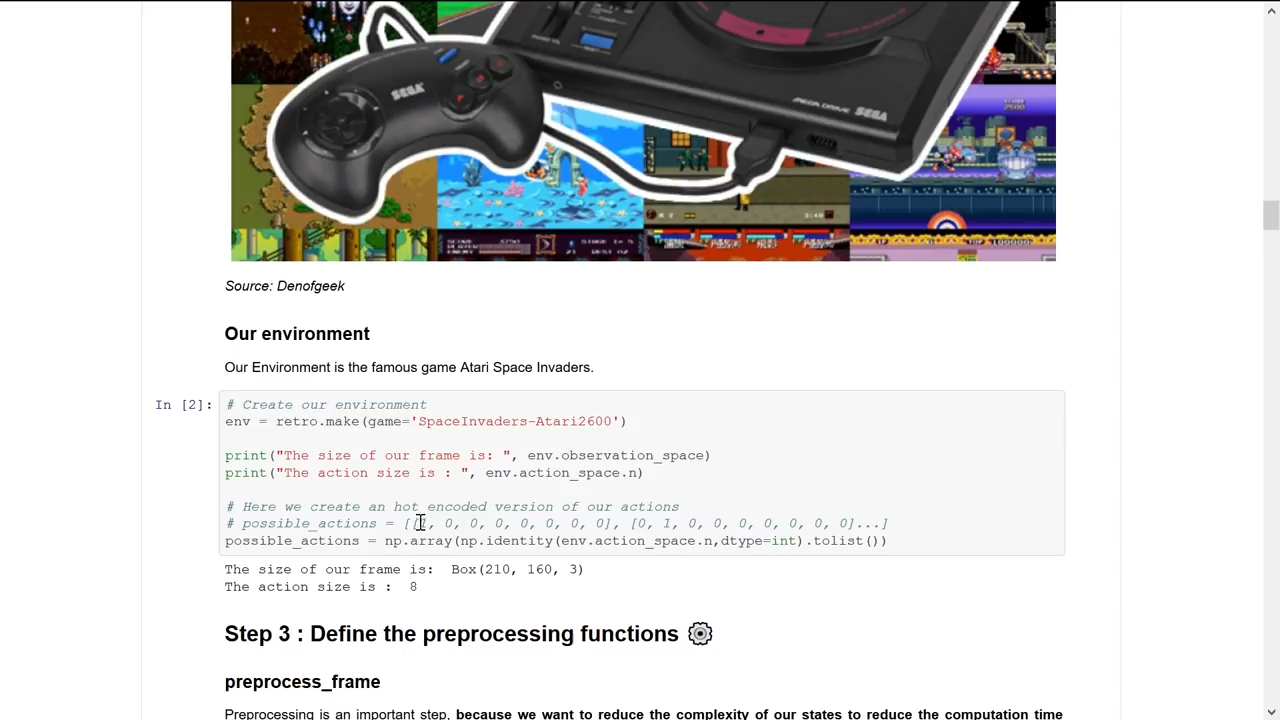 SEGA
MEGA DRIVE SEGA
Source: Denofgeek
Our environment
Our Environment is the famous game Atari Space Invaders.
In [2]:
# Create our environment
env = retro.make(game='SpaceInvaders-Atari2600')
print("The size of our frame is: ", env.observation_space)
print("The action size is : ", env.action_space.n)
# Here we create an hot encoded version of our actions
# possible_actions = [[1, 0, 0, 0, 0, 0, 0, 0], [0, 1, 0, 0, 0, 0, 0, 0, 0]...]
possible_actions = np.array(np.identity(env.action_space.n,dtype=int).tolist())
The size of our frame is:  Box(210, 160, 3)
The action size is :  8
Step 3 : Define the preprocessing functions ⚙️
preprocess_frame
Preprocessing is an important step, because we want to reduce the complexity of our states to reduce the computation time